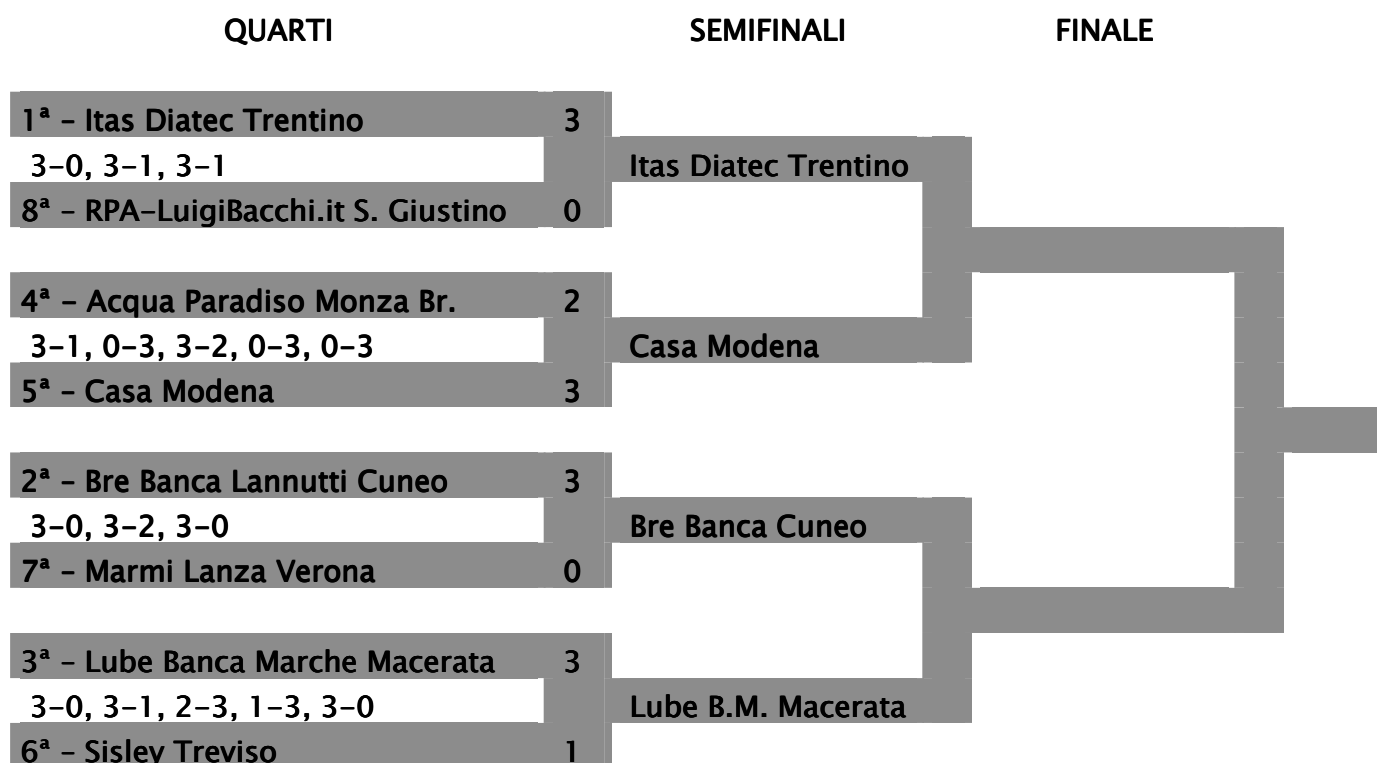 QUARTI SEMIFINALI FINALE
1ª – Itas Diatec Trentino 3
3-0, 3-1, 3-1 Itas Diatec Trentino
8ª – RPA-LuigiBacchi.it S. Giustino 0
4ª – Acqua Paradiso Monza Br. 2
3-1, 0-3, 3-2, 0-3, 0-3 Casa Modena
5ª – Casa Modena 3
2ª – Bre Banca Lannutti Cuneo 3
3-0, 3-2, 3-0 Bre Banca Cuneo
7ª – Marmi Lanza Verona 0
3ª – Lube Banca Marche Macerata 3
3-0, 3-1, 2-3, 1-3, 3-0 Lube B.M. Macerata
6ª – Sisley Treviso 1